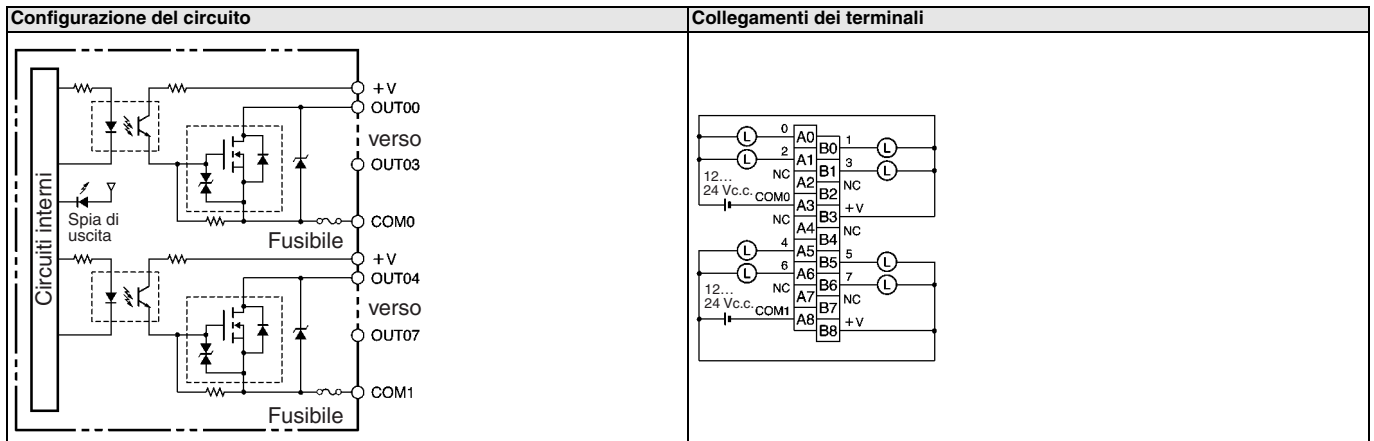 Configurazione del circuito
Collegamenti dei terminali
Circuiti interni
+V
OUT00
verso
OUT03
Spia di
uscita
COM0
Fusibile
+V
OUT04
verso
OUT07
COM1
Fusibile
0 A0
L
B0 1
L
2 A1
L
B1 3
L
NC A2
B2 NC
12…
24 Vc.c.
COM0 A3
B3 +V
NC A4
B4 NC
4 A5
L
B5 5
L
6 A6
L
B6 7
L
NC A7
B7 NC
12…
24 Vc.c.
COM1 A8
B8 +V